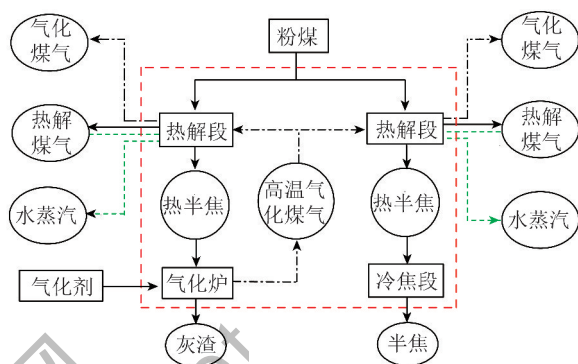 粉煤
气化
煤气
气化
煤气
热解
煤气
热解段
热解段
热解
煤气
水蒸汽
热半焦
高温气
化煤气
热半焦
水蒸汽
气化剂
气化炉
冷焦段
灰渣
半焦